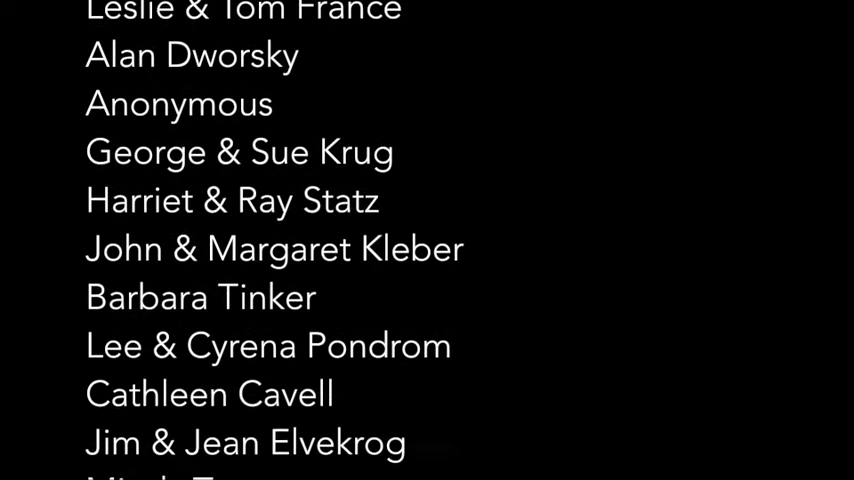 Leslie & Tom France
Alan Dworsky
Anonymous
George & Sue Krug
Harriet & Ray Statz
John & Margaret Kleber
Barbara Tinker
Lee & Cyrena Pondrom
Cathleen Cavell
Jim & Jean Elvekrog